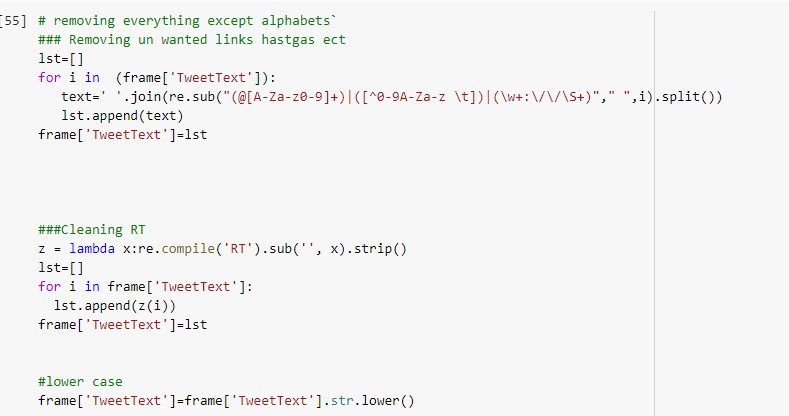 [55] # removing everything except alphabets`
### Removing un wanted links hastgas ect
lst=[]
for i in  (frame['TweetText']):
   text=' '.join(re.sub("(@[A-Za-z0-9]+)|([^0-9A-Za-z \t])|(\w+:\/\/\S+)"," ",i).split())
   lst.append(text)
frame['TweetText']=lst
###Cleaning RT
z = lambda x:re.compile('RT').sub('', x).strip()
lst=[]
for i in frame['TweetText']:
  lst.append(z(i))
frame['TweetText']=lst
#lower case
frame['TweetText']=frame['TweetText'].str.lower()